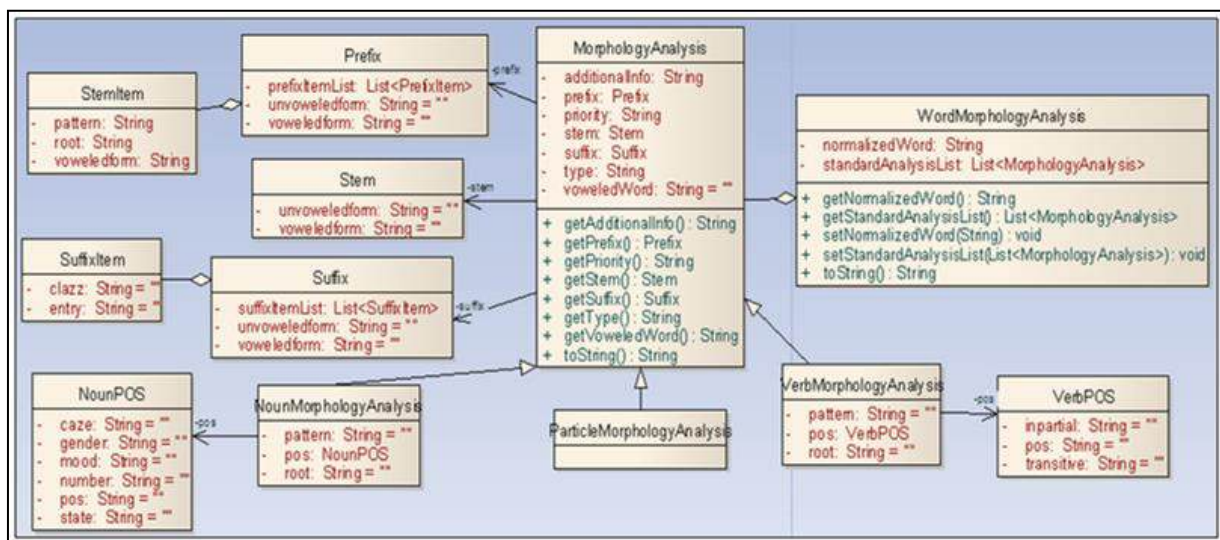 StemItem
- pattern: String
- root: String
- voweledform: String
Prefix
- prefixItemList: List<PrefixItem>
- unvoweledform: String = ""
- voweledform: String = ""
-prefix
MorphologyAnalysis
- additionalInfo: String
- prefix: Prefix
- priority: String
- stem: Stem
- suffix: Suffix
- type: String
- voweledWord: String = ""
+ getAdditionalInfo() : String
+ getPrefix() : Prefix
+ getPriority() : String
+ getStem() : Stem
+ getSuffix() : Suffix
+ getType() : String
+ getVoweledWord() : String
+ toString() : String
WordMorphologyAnalysis
- normalizedWord: String
- standardAnalysisList: List<MorphologyAnalysis>
+ getNormalizedWord() : String
+ getStandardAnalysisList() : List<MorphologyAnalysis>
+ setNormalizedWord(String) : void
+ setStandardAnalysisList(List<MorphologyAnalysis>) : void
+ toString() : String
Stem
- unvoweledform: String = ""
- voweledform: String = ""
-stem
SuffixItem
- clazz: String = ""
- entry: String = ""
Suffix
- suffixItemList: List<SuffixItem>
- unvoweledform: String = ""
- voweledform: String = ""
-suffix
NounPOS
- caze: String = ""
- gender: String = ""
- mood: String = ""
- number: String = ""
- pos: String = ""
- state: String = ""
-pos
NounMorphologyAnalysis
- pattern: String = ""
- pos: NounPOS
- root: String = ""
ParticleMorphologyAnalysis
VerbMorphologyAnalysis
- pattern: String = ""
- pos: VerbPOS
- root: String = ""
-pos
VerbPOS
- inpartial: String = ""
- pos: String = ""
- transitive: String = ""